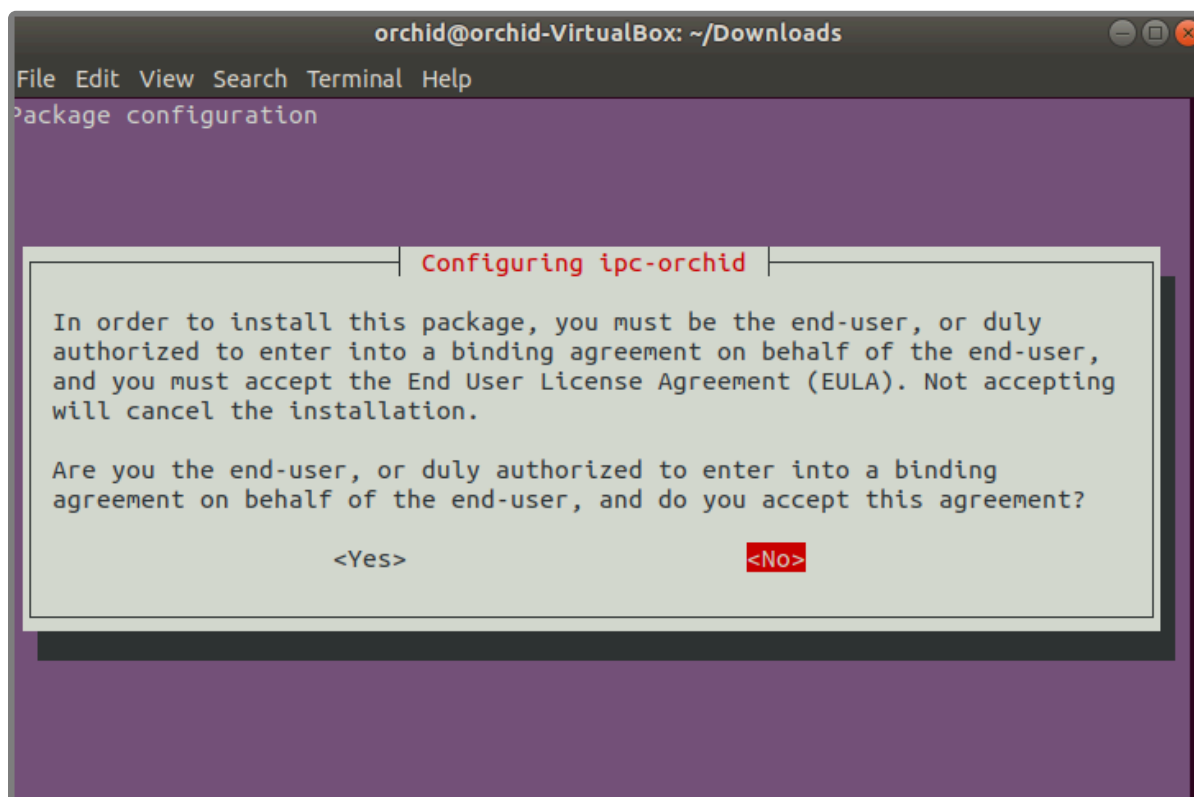 orchid@orchid-VirtualBox: ~/Downloads
File Edit View Search Terminal Help
Package configuration
Configuring ipc-orchid
In order to install this package, you must be the end-user, or duly
authorized to enter into a binding agreement on behalf of the end-user,
and you must accept the End User License Agreement (EULA). Not accepting
will cancel the installation.
Are you the end-user, or duly authorized to enter into a binding
agreement on behalf of the end-user, and do you accept this agreement?
<Yes> <No>